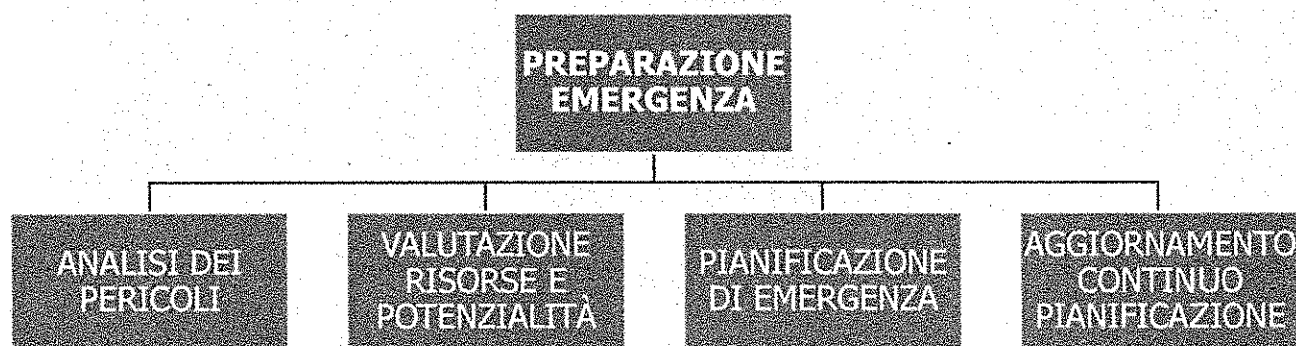 PREPARAZIONE
EMERGENZA
ANALISI DEI
PERICOLI
VALUTAZIONE
RISORSE E
POTENZIALITÀ
PIANIFICAZIONE
DI EMERGENZA
AGGIORNAMENTO
CONTINUO
PIANIFICAZIONE